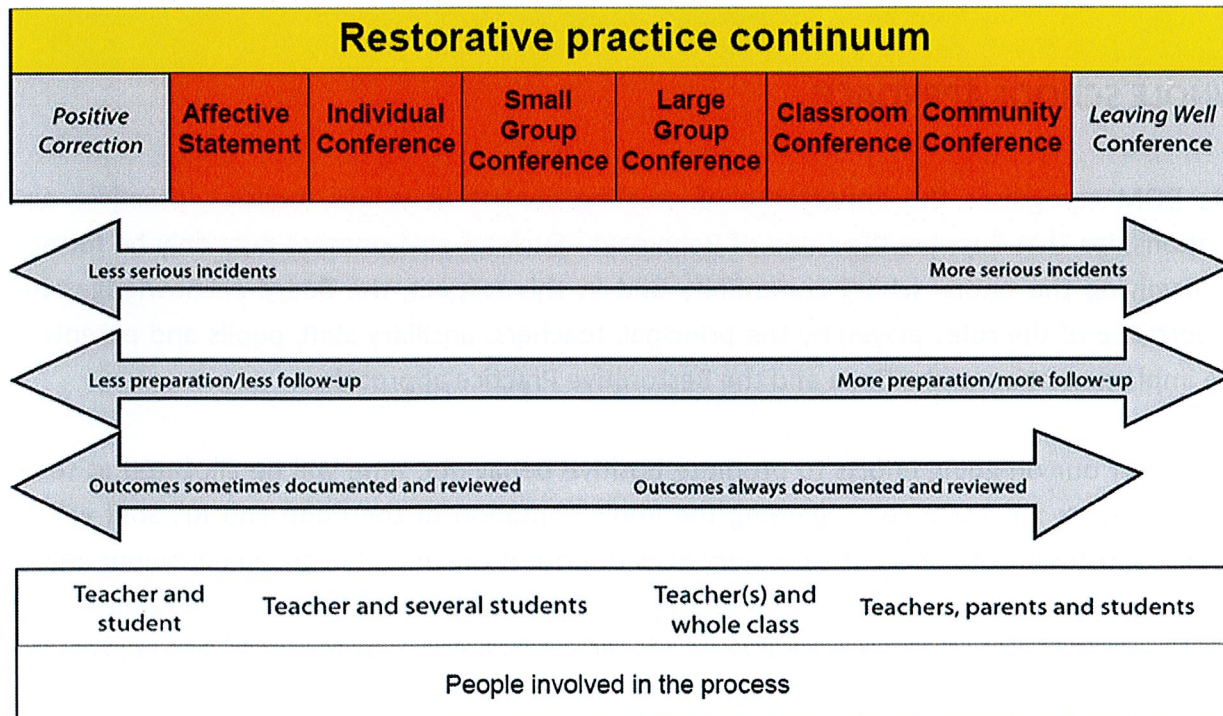 Restorative practice continuum
Positive
Correction
Affective
Statement
Individual
Conference
Small
Group
Conference
Large
Group
Conference
Classroom
Conference
Community
Conference
Leaving Well
Conference
Less serious incidents
More serious incidents
Less preparation/less follow-up
More preparation/more follow-up
Outcomes sometimes documented and reviewed
Outcomes always documented and reviewed
Teacher and
student
Teacher and several students
Teacher(s) and
whole class
Teachers, parents and students
People involved in the process